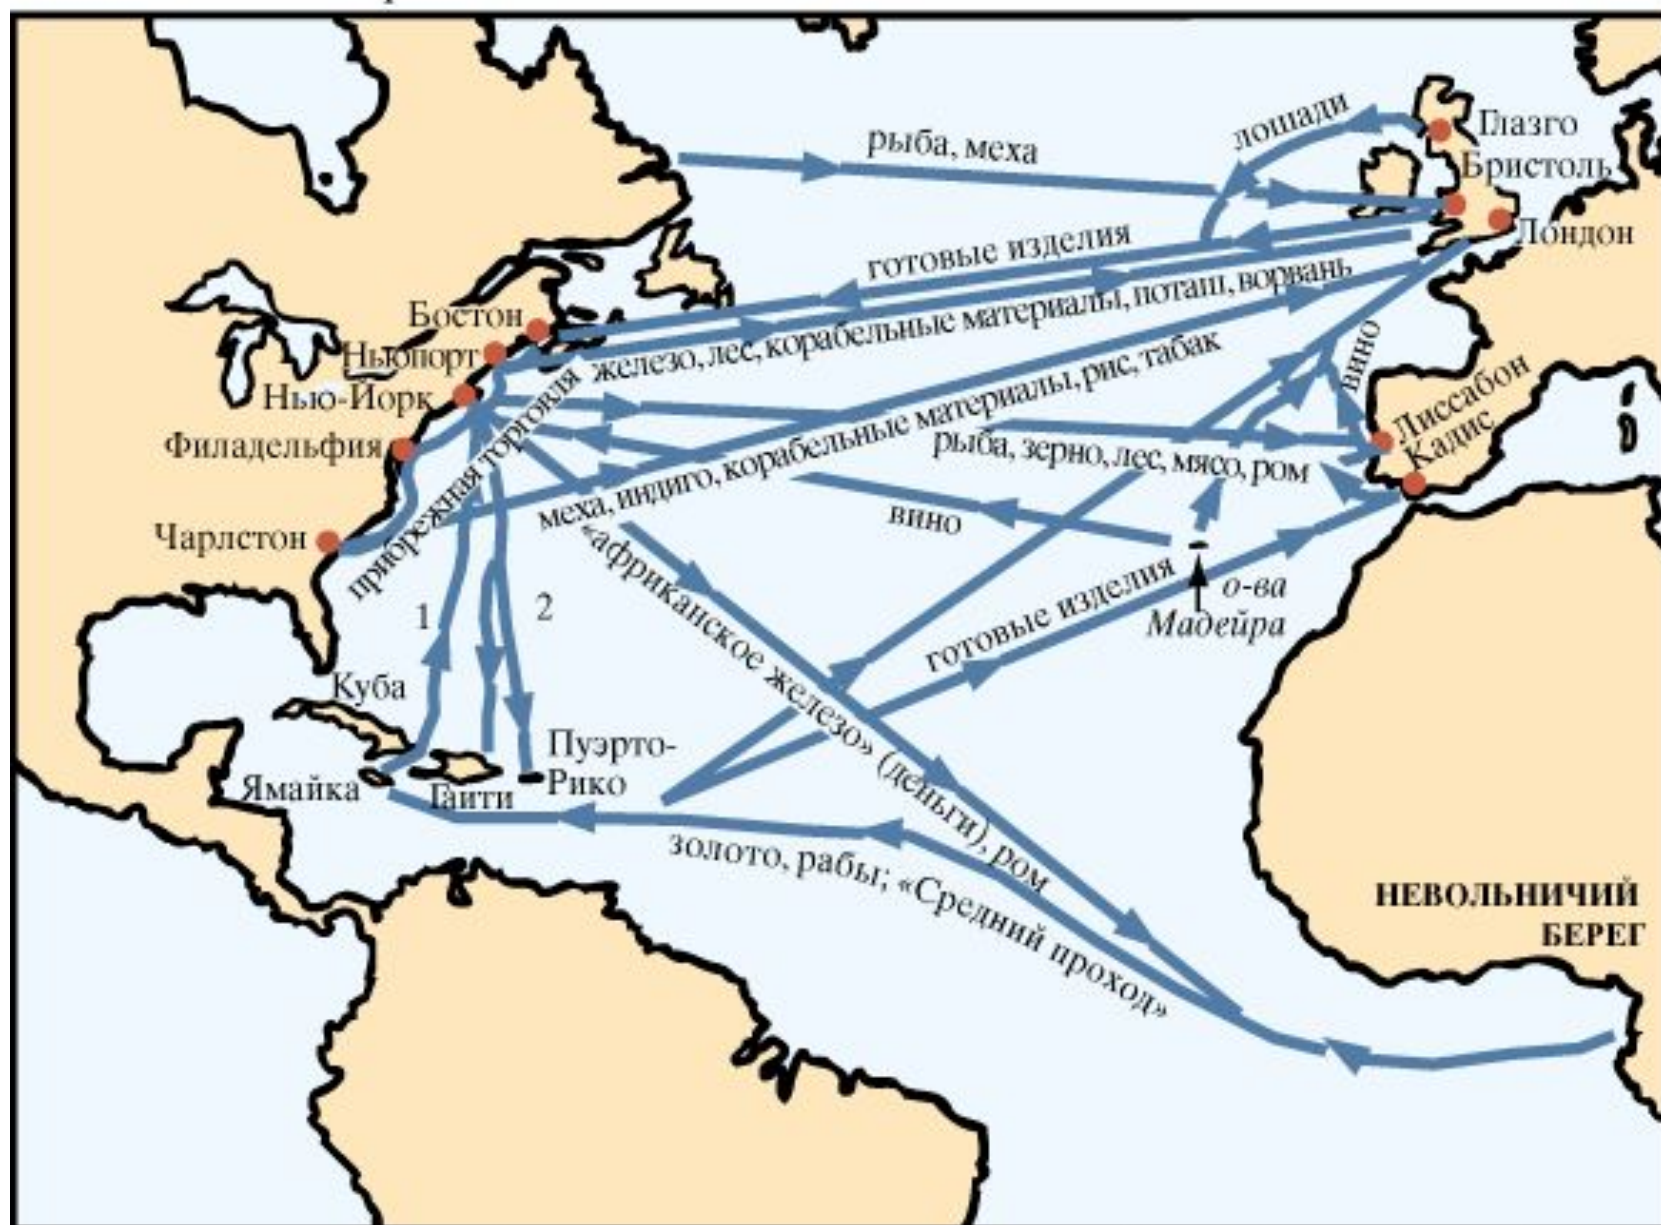 рыба, меха
лошади
Глазго
Бристоль
Лондон
готовые изделия
железо, лес, корабельные материалы, поташ, ворвань
Бостон
Ньюпорт
Нью-Йорк
Филадельфия
Чарлстон
прибрежная торговля
меха, индиго, корабельные материалы, рис, табак
вино
Лиссабон
Кадис
рыба, зерно, лес, мясо, ром
вино
о-ва
Мадейра
готовые изделия
«африканское железо» (деньги), ром
1
2
Куба
Ямайка
Гаити
Пуэрто-
Рико
золото, рабы; «Средний проход»
НЕВОЛЬНИЧИЙ
БЕРЕГ